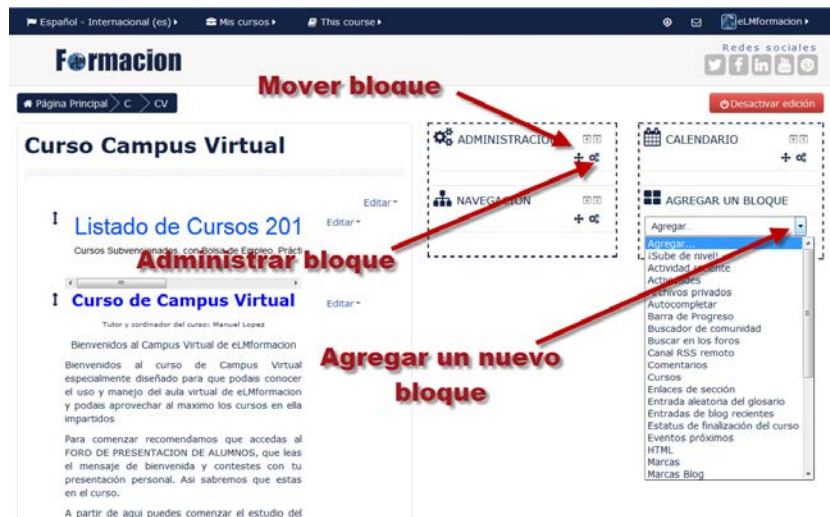 Español - Internacional (es)
Mis cursos
This course
eLMformacion
Formacion
Redes sociales
Mover bloque
Página Principal
C
CV
Desactivar edición
Curso Campus Virtual
ADMINISTRACION
CALENDARIO
Editar
NAVEGACION
AGREGAR UN BLOQUE
Listado de Cursos 201
Editar
Agregar...
Cursos Subvencionados, con Bolsa de Empleo, Prácti
Administrar bloque
Agregar...
¡Sube de nivel!
Actividad reciente
Actividades
Archivos privados
Autocompletar
Barra de Progreso
Buscador de comunidad
Buscar en los foros
Canal RSS remoto
Comentarios
Cursos
Enlaces de sección
Entrada aleatoria del glosario
Entradas de blog recientes
Estatus de finalización del curso
Eventos próximos
HTML
Marcas
Marcas Blog
Curso de Campus Virtual
Editar
Tutor y cordinador del curso: Manuel Lopez
Agregar un nuevo
bloque
Bienvenidos al Campus Virtual de eLMformacion
Bienvenidos al curso de Campus Virtual
especialmente diseñado para que podais conocer
el uso y manejo del aula virtual de eLMformacion
y podais aprovechar al maximo los cursos en ella
impartidos
Para comenzar recomendamos que accedas al
FORO DE PRESENTACION DE ALUMNOS, que leas
el mensaje de bienvenida y contestes con tu
presentación personal. Asi sabremos que estas
en el curso.
A partir de aqui puedes comenzar el estudio del